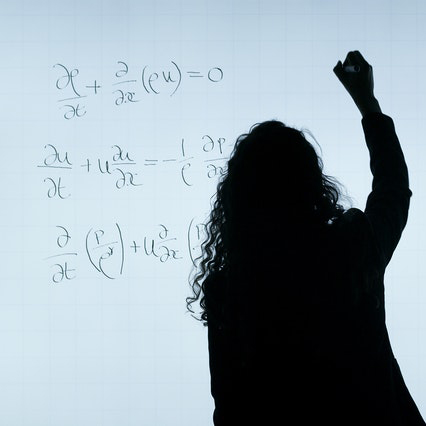 ∂ρ/∂t + ∂/∂x (ρu) = 0
∂u/∂t + u ∂u/∂x = − 1/ρ ∂p/∂x
∂/∂t (p/ρ) + u ∂/∂x (p